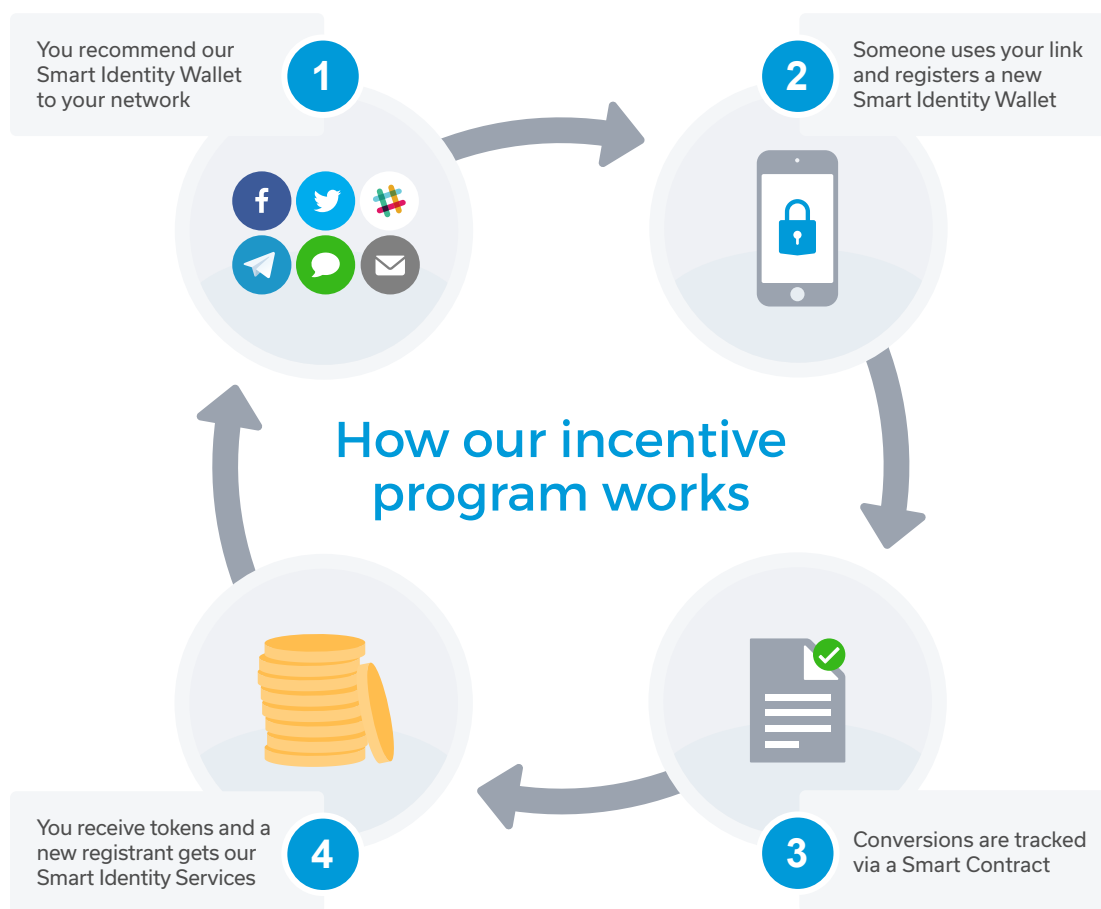 You recommend our
Smart Identity Wallet
to your network
1
2
Someone uses your link
and registers a new
Smart Identity Wallet
How our incentive
program works
You receive tokens and a
new registrant gets our
Smart Identity Services
4
3
Conversions are tracked
via a Smart Contract